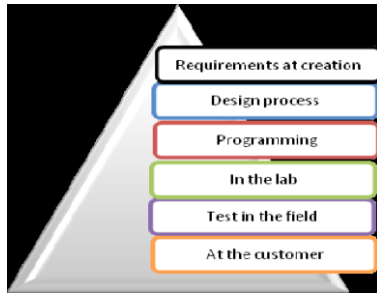 Requirements at creation
Design process
Programming
In the lab
Test in the field
At the customer